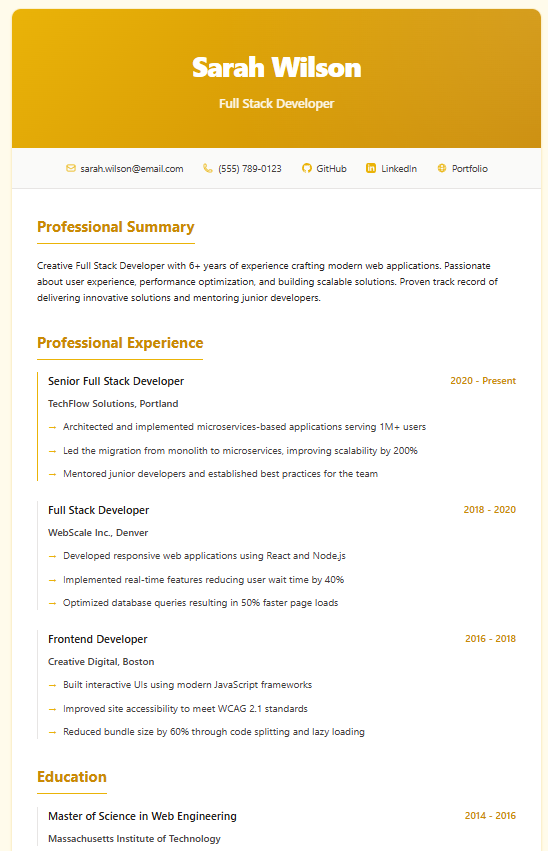 Sarah Wilson
Full Stack Developer
sarah.wilson@email.com (555) 789-0123 GitHub LinkedIn Portfolio
Professional Summary
Creative Full Stack Developer with 6+ years of experience crafting modern web applications. Passionate
about user experience, performance optimization, and building scalable solutions. Proven track record of
delivering innovative solutions and mentoring junior developers.
Professional Experience
Senior Full Stack Developer 2020 - Present
TechFlow Solutions, Portland
→ Architected and implemented microservices-based applications serving 1M+ users
→ Led the migration from monolith to microservices, improving scalability by 200%
→ Mentored junior developers and established best practices for the team
Full Stack Developer 2018 - 2020
WebScale Inc., Denver
→ Developed responsive web applications using React and Node.js
→ Implemented real-time features reducing user wait time by 40%
→ Optimized database queries resulting in 50% faster page loads
Frontend Developer 2016 - 2018
Creative Digital, Boston
→ Built interactive UIs using modern JavaScript frameworks
→ Improved site accessibility to meet WCAG 2.1 standards
→ Reduced bundle size by 60% through code splitting and lazy loading
Education
Master of Science in Web Engineering 2014 - 2016
Massachusetts Institute of Technology